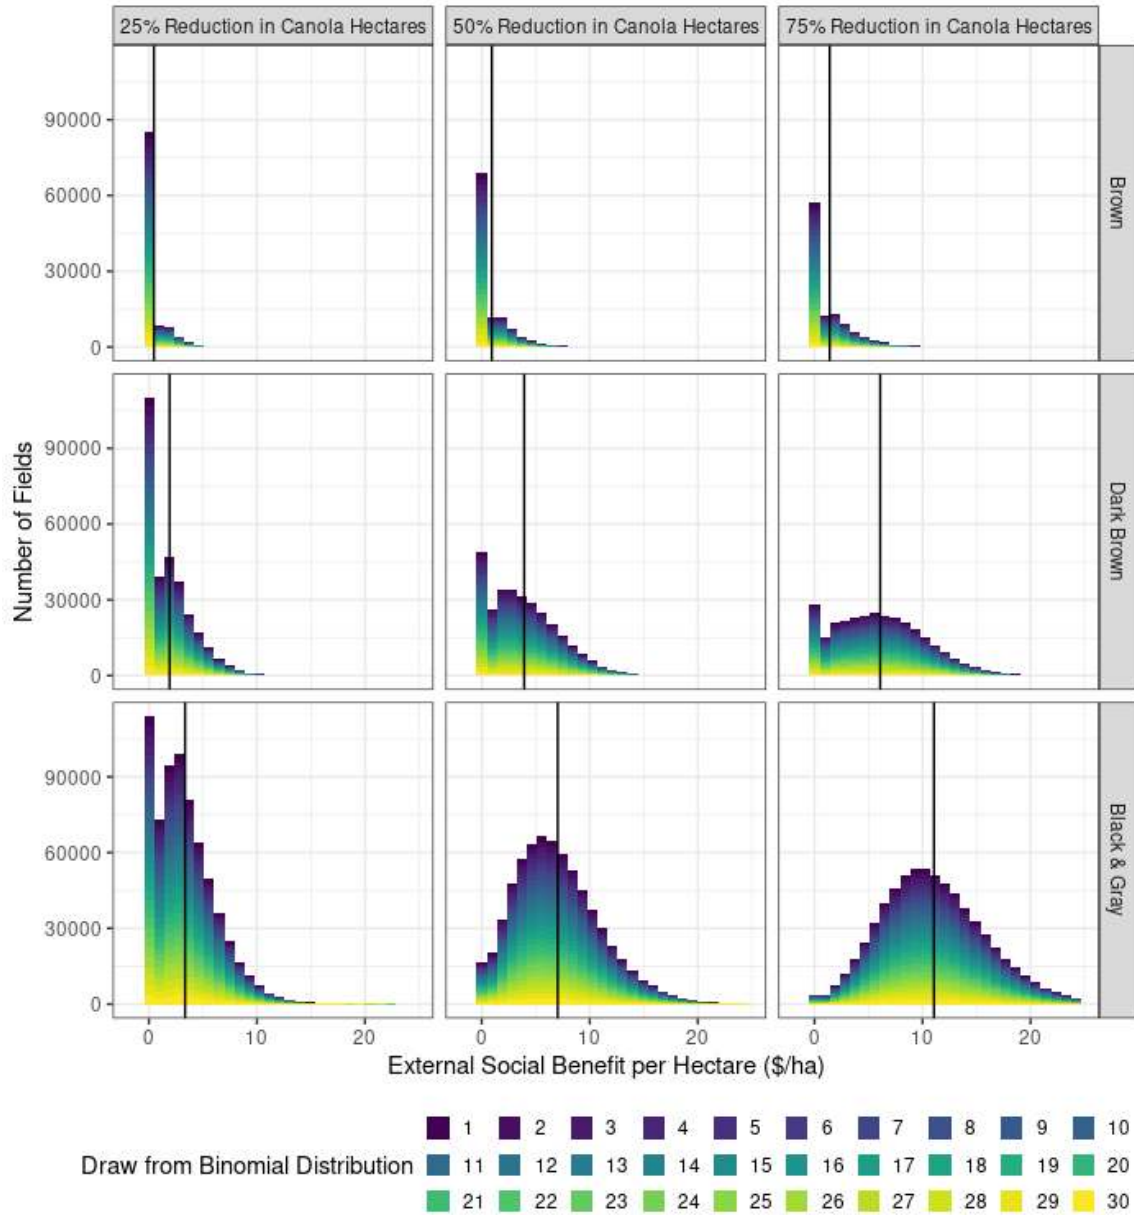 25% Reduction in Canola Hectares 50% Reduction in Canola Hectares 75% Reduction in Canola Hectares
90000
60000
30000
0
Brown
90000
60000
30000
0
Dark Brown
90000
60000
30000
0
Black & Gray
Number of Fields
0 10 20 0 10 20 0 10 20
External Social Benefit per Hectare ($/ha)
1 2 3 4 5 6 7 8 9 10
Draw from Binomial Distribution 11 12 13 14 15 16 17 18 19 20
21 22 23 24 25 26 27 28 29 30